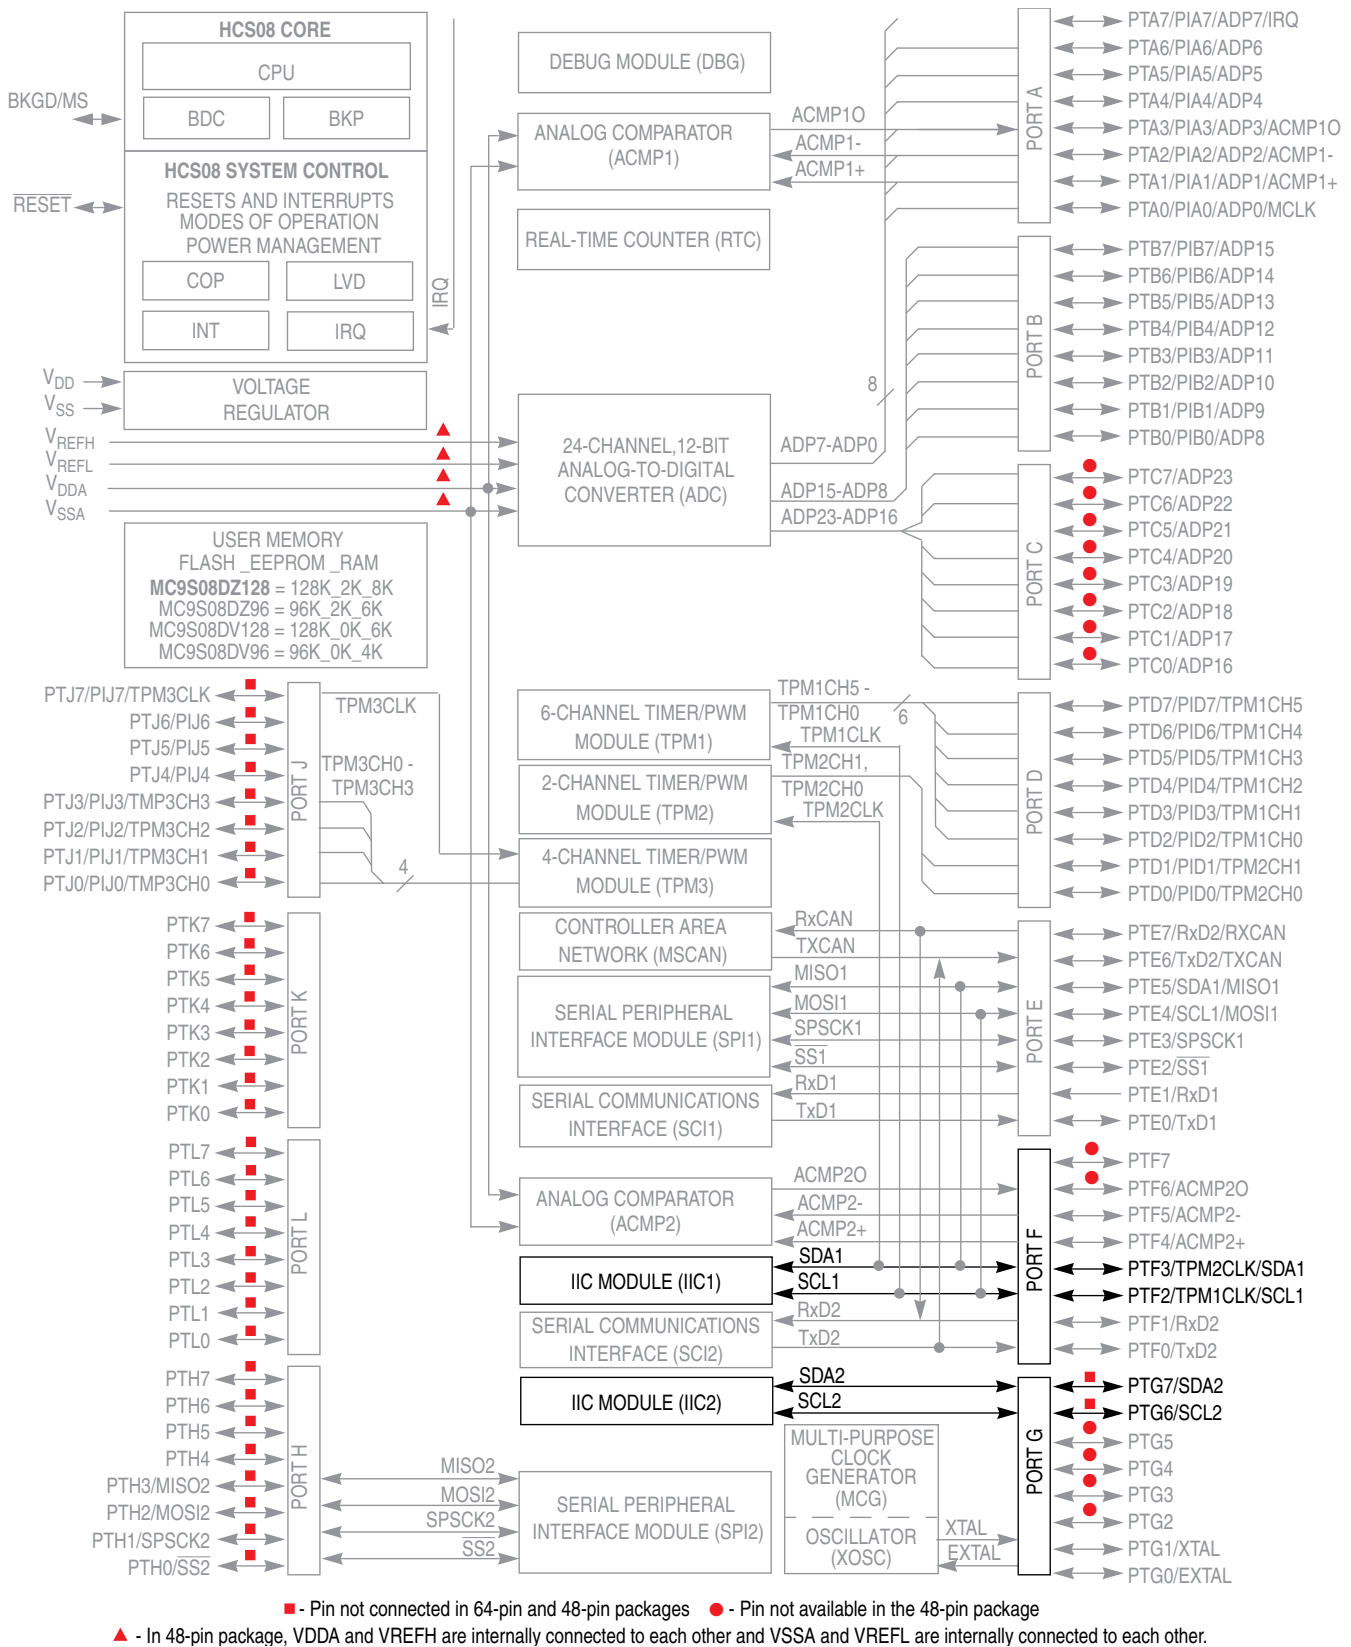 HCS08 CORE
CPU
BDC
BKP
BKGD/MS
HCS08 SYSTEM CONTROL
RESETS AND INTERRUPTS
MODES OF OPERATION
POWER MANAGEMENT
COP
LVD
INT
IRQ
RESET
IRQ
VDD
VSS
VOLTAGE
REGULATOR
VREFH
VREFL
VDDA
VSSA
USER MEMORY
FLASH _EEPROM _RAM
MC9S08DZ128 = 128K_2K_8K
MC9S08DZ96 = 96K_2K_6K
MC9S08DV128 = 128K_0K_6K
MC9S08DV96 = 96K_0K_4K
DEBUG MODULE (DBG)
ANALOG COMPARATOR
(ACMP1)
ACMP1O
ACMP1-
ACMP1+
REAL-TIME COUNTER (RTC)
24-CHANNEL,12-BIT
ANALOG-TO-DIGITAL
CONVERTER (ADC)
8
ADP7-ADP0
ADP15-ADP8
ADP23-ADP16
PORT A
PTA7/PIA7/ADP7/IRQ
PTA6/PIA6/ADP6
PTA5/PIA5/ADP5
PTA4/PIA4/ADP4
PTA3/PIA3/ADP3/ACMP1O
PTA2/PIA2/ADP2/ACMP1-
PTA1/PIA1/ADP1/ACMP1+
PTA0/PIA0/ADP0/MCLK
PORT B
PTB7/PIB7/ADP15
PTB6/PIB6/ADP14
PTB5/PIB5/ADP13
PTB4/PIB4/ADP12
PTB3/PIB3/ADP11
PTB2/PIB2/ADP10
PTB1/PIB1/ADP9
PTB0/PIB0/ADP8
PORT C
PTC7/ADP23
PTC6/ADP22
PTC5/ADP21
PTC4/ADP20
PTC3/ADP19
PTC2/ADP18
PTC1/ADP17
PTC0/ADP16
PTJ7/PIJ7/TPM3CLK
PTJ6/PIJ6
PTJ5/PIJ5
PTJ4/PIJ4
PTJ3/PIJ3/TMP3CH3
PTJ2/PIJ2/TPM3CH2
PTJ1/PIJ1/TPM3CH1
PTJ0/PIJ0/TMP3CH0
PORT J
TPM3CLK
TPM3CH0 -
TPM3CH3
4
6-CHANNEL TIMER/PWM
MODULE (TPM1)
TPM1CH5 -
TPM1CH0
6
TPM1CLK
2-CHANNEL TIMER/PWM
MODULE (TPM2)
TPM2CH1,
TPM2CH0
TPM2CLK
4-CHANNEL TIMER/PWM
MODULE (TPM3)
PORT D
PTD7/PID7/TPM1CH5
PTD6/PID6/TPM1CH4
PTD5/PID5/TPM1CH3
PTD4/PID4/TPM1CH2
PTD3/PID3/TPM1CH1
PTD2/PID2/TPM1CH0
PTD1/PID1/TPM2CH1
PTD0/PID0/TPM2CH0
PTK7
PTK6
PTK5
PTK4
PTK3
PTK2
PTK1
PTK0
PORT K
CONTROLLER AREA
NETWORK (MSCAN)
RxCAN
TXCAN
SERIAL PERIPHERAL
INTERFACE MODULE (SPI1)
MISO1
MOSI1
SPSCK1
SS1
SERIAL COMMUNICATIONS
INTERFACE (SCI1)
RxD1
TxD1
PORT E
PTE7/RxD2/RXCAN
PTE6/TxD2/TXCAN
PTE5/SDA1/MISO1
PTE4/SCL1/MOSI1
PTE3/SPSCK1
PTE2/SS1
PTE1/RxD1
PTE0/TxD1
PTL7
PTL6
PTL5
PTL4
PTL3
PTL2
PTL1
PTL0
PORT L
ANALOG COMPARATOR
(ACMP2)
ACMP2O
ACMP2-
ACMP2+
IIC MODULE (IIC1)
SDA1
SCL1
SERIAL COMMUNICATIONS
INTERFACE (SCI2)
RxD2
TxD2
PORT F
PTF7
PTF6/ACMP2O
PTF5/ACMP2-
PTF4/ACMP2+
PTF3/TPM2CLK/SDA1
PTF2/TPM1CLK/SCL1
PTF1/RxD2
PTF0/TxD2
PTH7
PTH6
PTH5
PTH4
PTH3/MISO2
PTH2/MOSI2
PTH1/SPSCK2
PTH0/SS2
PORT H
MISO2
MOSI2
SPSCK2
SS2
IIC MODULE (IIC2)
SDA2
SCL2
SERIAL PERIPHERAL
INTERFACE MODULE (SPI2)
MULTI-PURPOSE
CLOCK
GENERATOR
(MCG)
OSCILLATOR
(XOSC)
XTAL
EXTAL
PORT G
PTG7/SDA2
PTG6/SCL2
PTG5
PTG4
PTG3
PTG2
PTG1/XTAL
PTG0/EXTAL
- Pin not connected in 64-pin and 48-pin packages
- Pin not available in the 48-pin package
- In 48-pin package, VDDA and VREFH are internally connected to each other and VSSA and VREFL are internally connected to each other.